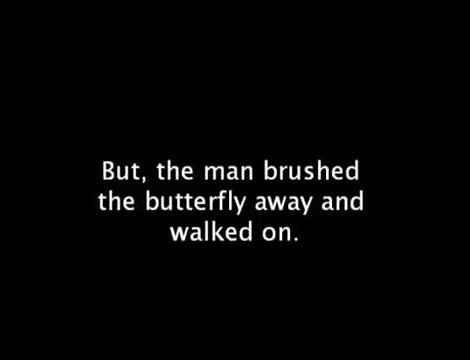 But, the man brushed
the butterfly away and
walked on.